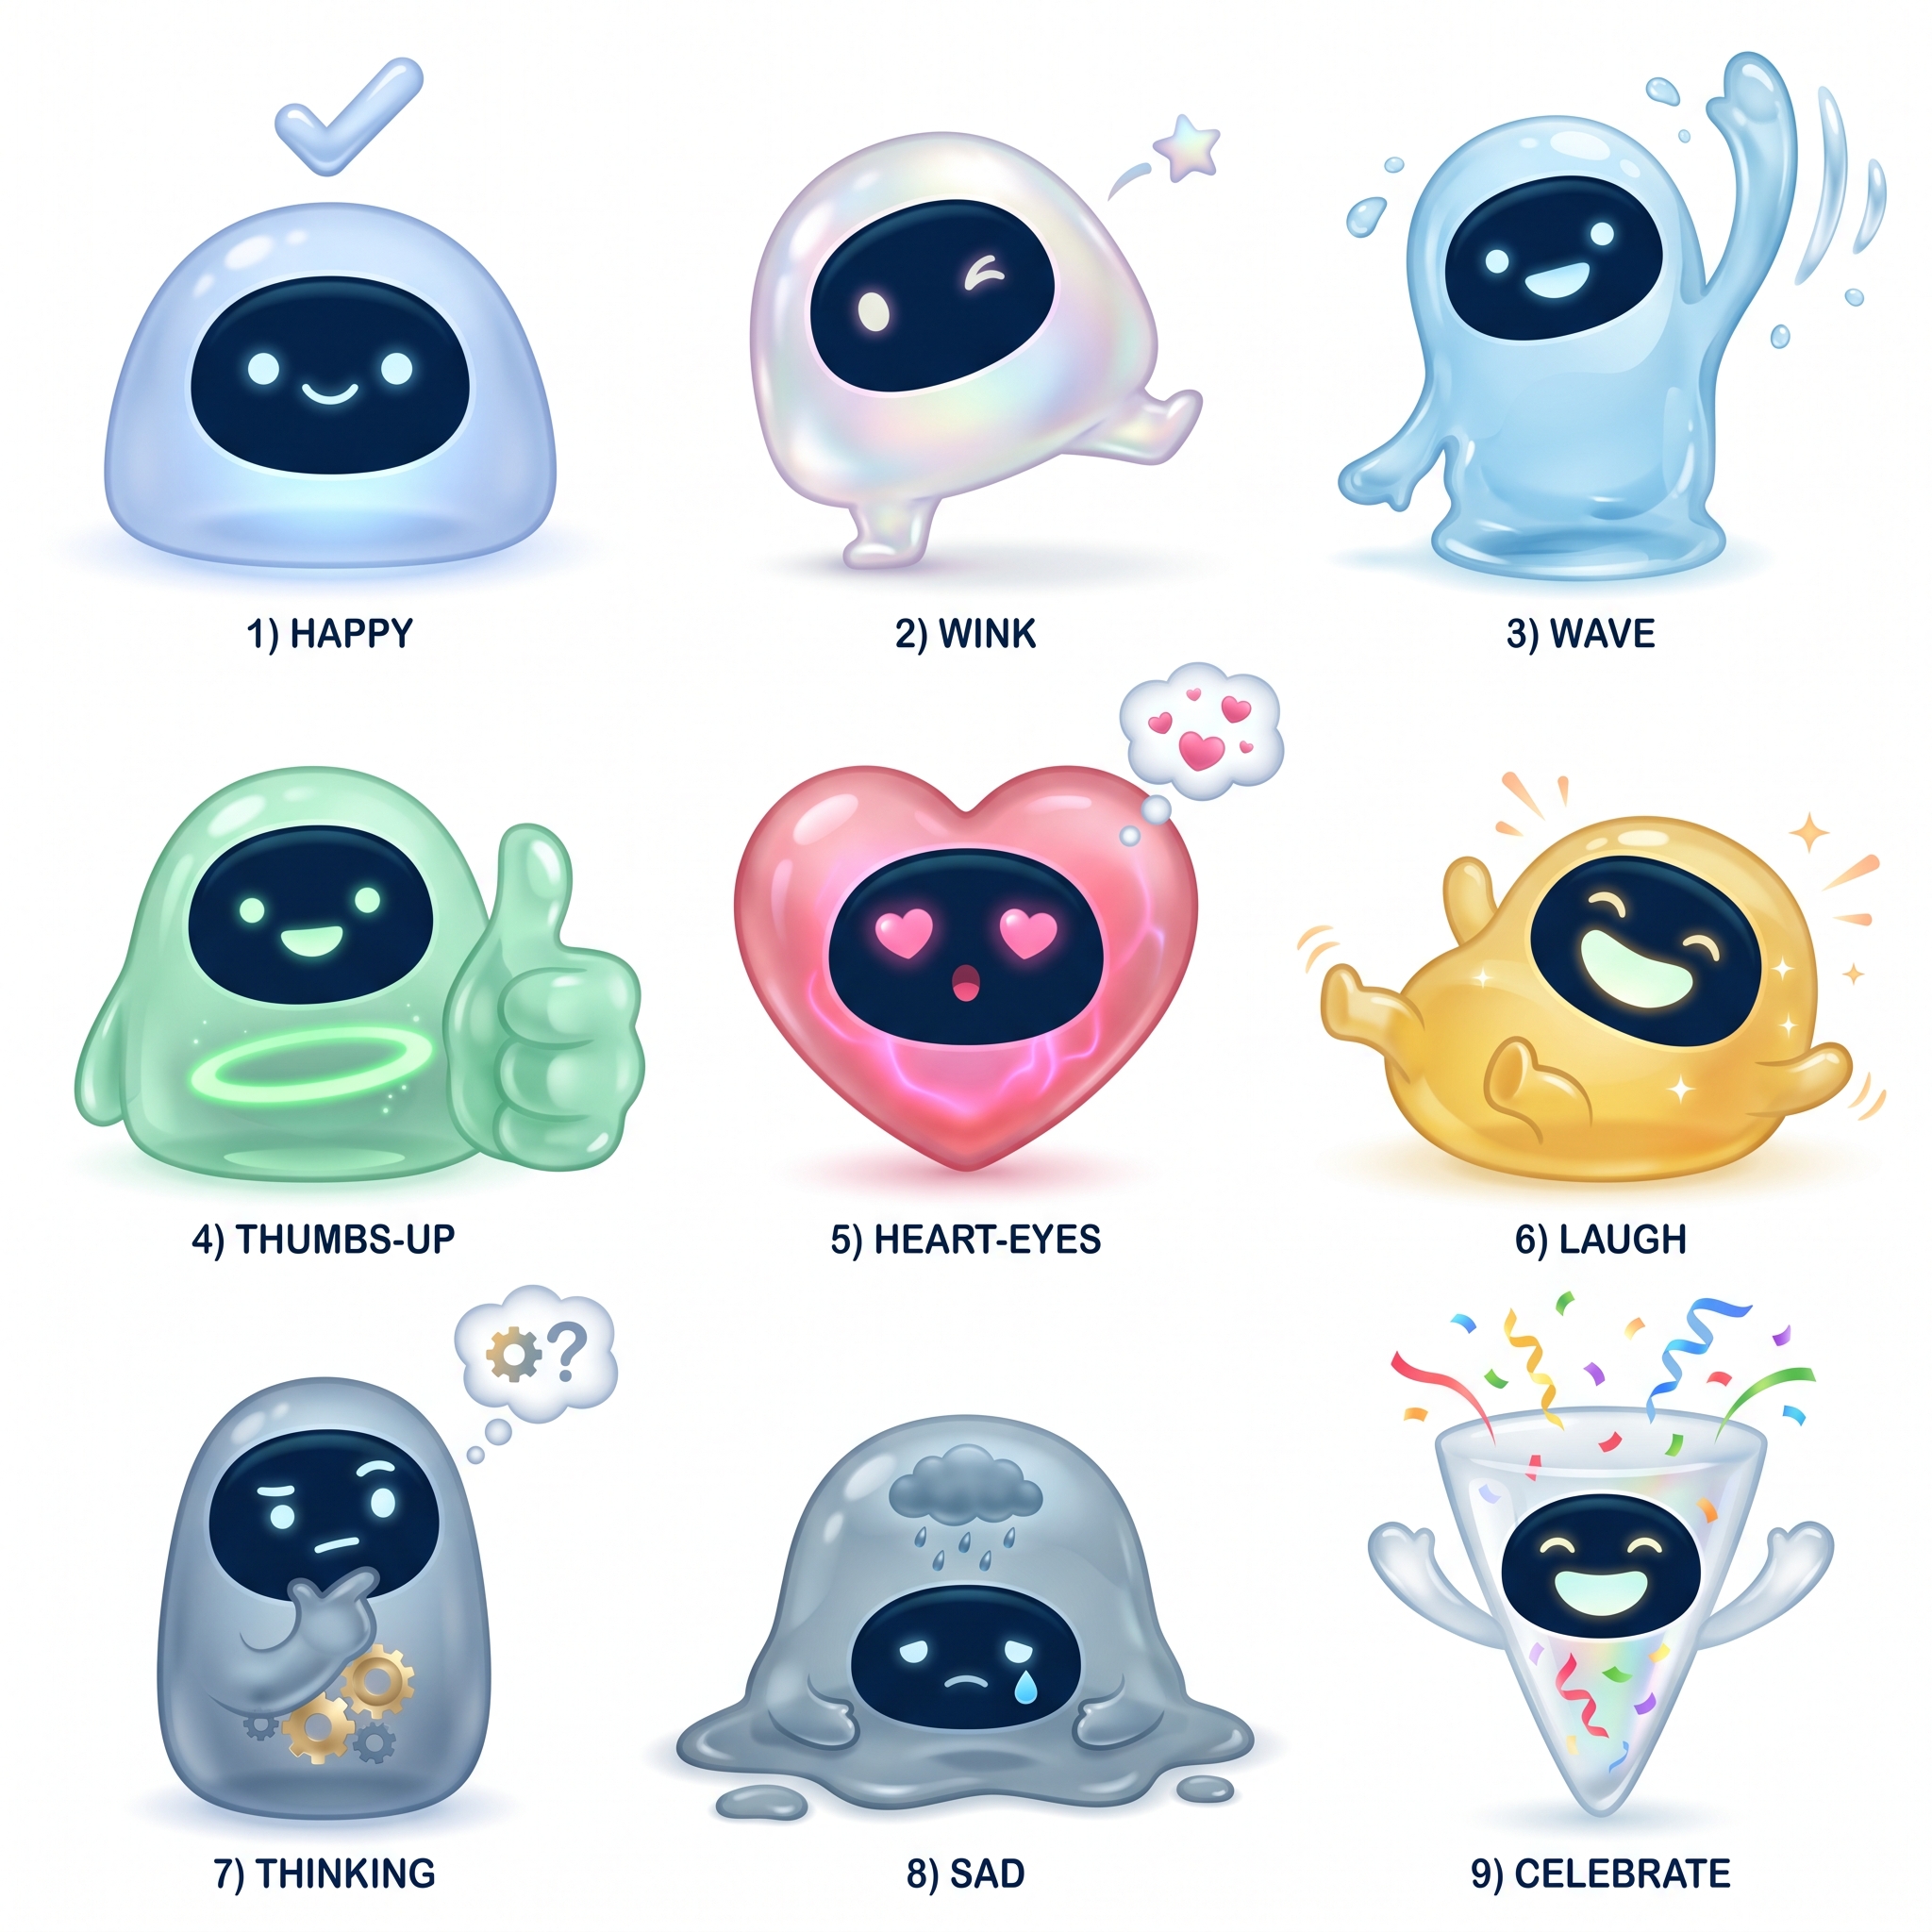 1) HAPPY
2) WINK
3) WAVE
4) THUMBS-UP
5) HEART-EYES
6) LAUGH
?
7) THINKING
8) SAD
9) CELEBRATE